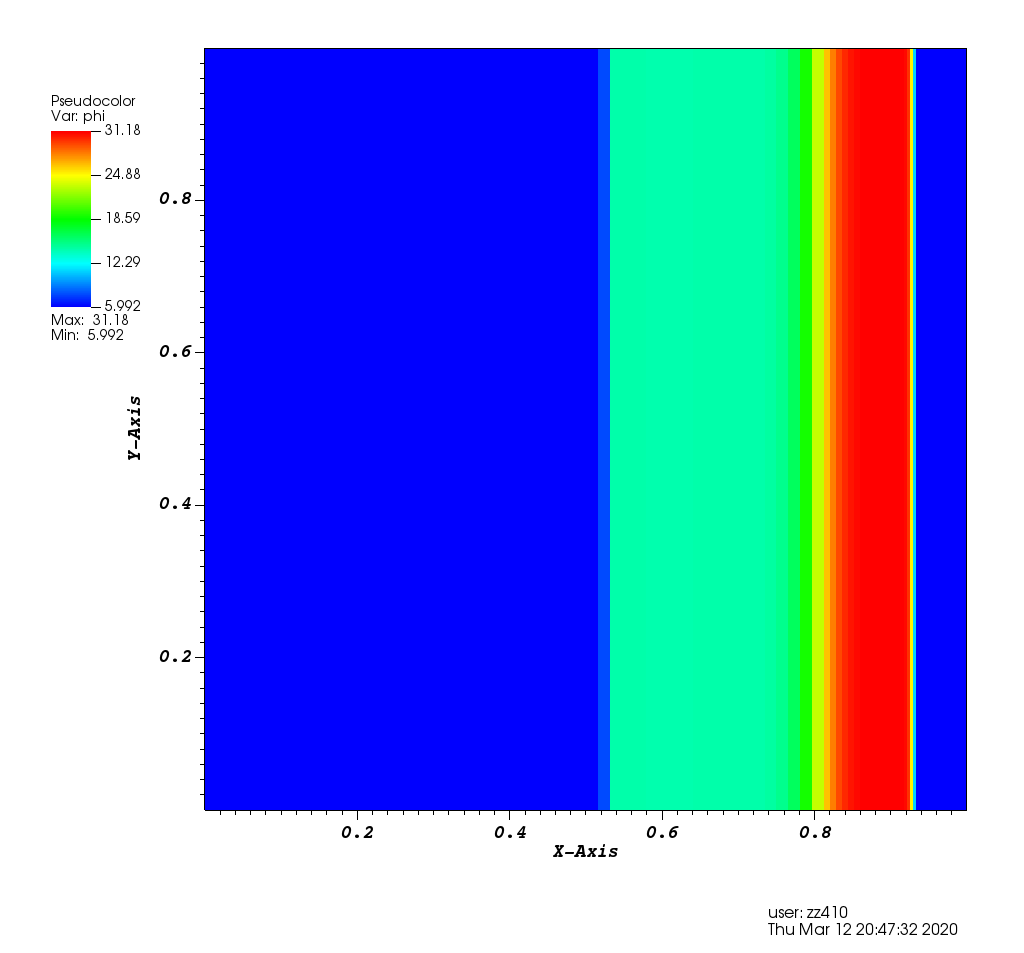 Pseudocolor
Var: phi
31.18
24.88
18.59
12.29
5.992
Max: 31.18
Min: 5.992
0.8
0.6
0.4
0.2
Y-Axis
0.2 0.4 0.6 0.8
X-Axis
user: zz410
Thu Mar 12 20:47:32 2020